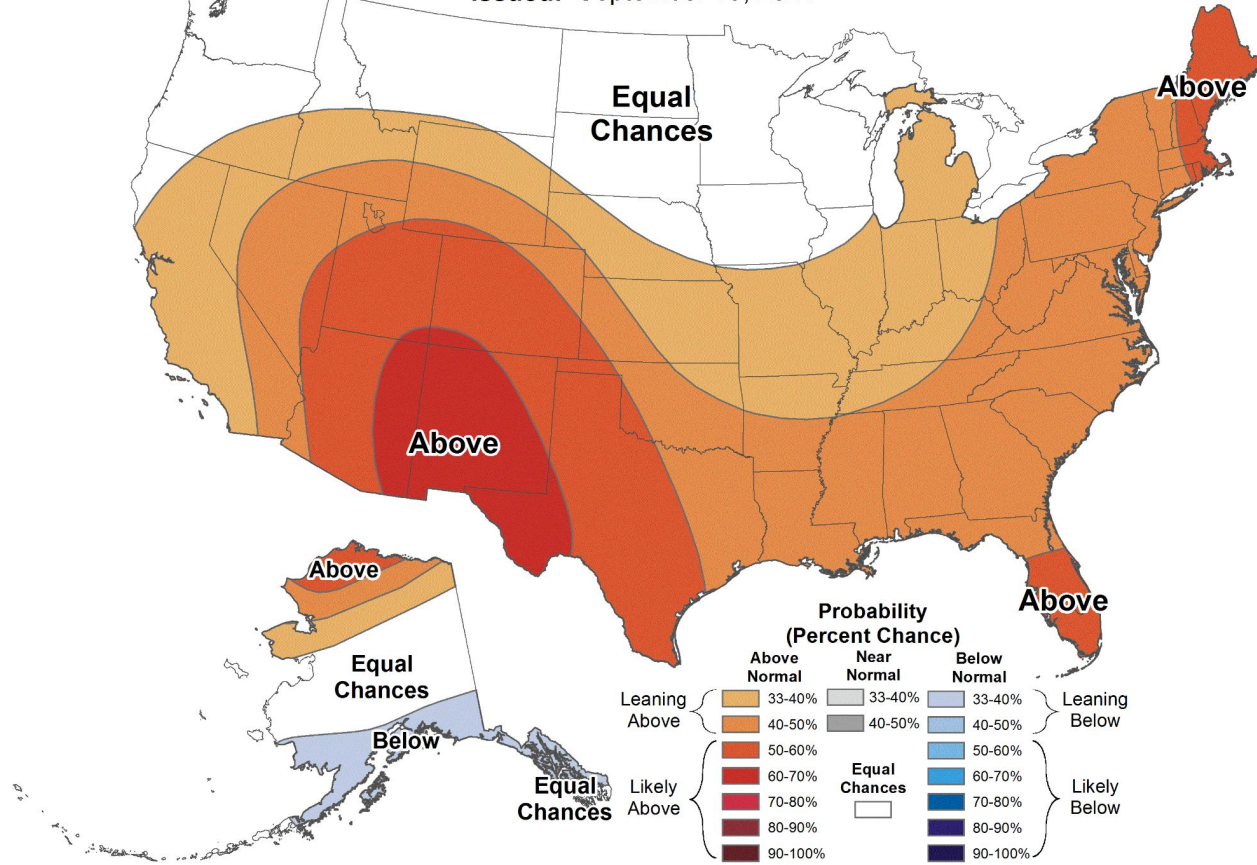 Equal
Chances
Above
Above
Above
Above
Equal
Chances
Below
Equal
Chances
Probability
(Percent Chance)
Above
Normal
Near
Normal
Below
Normal
Leaning
Above
33-40%
33-40%
33-40%
Leaning
Below
40-50%
40-50%
40-50%
Likely
Above
50-60%
50-60%
Equal
Chances
60-70%
60-70%
Likely
Below
70-80%
70-80%
80-90%
80-90%
90-100%
90-100%